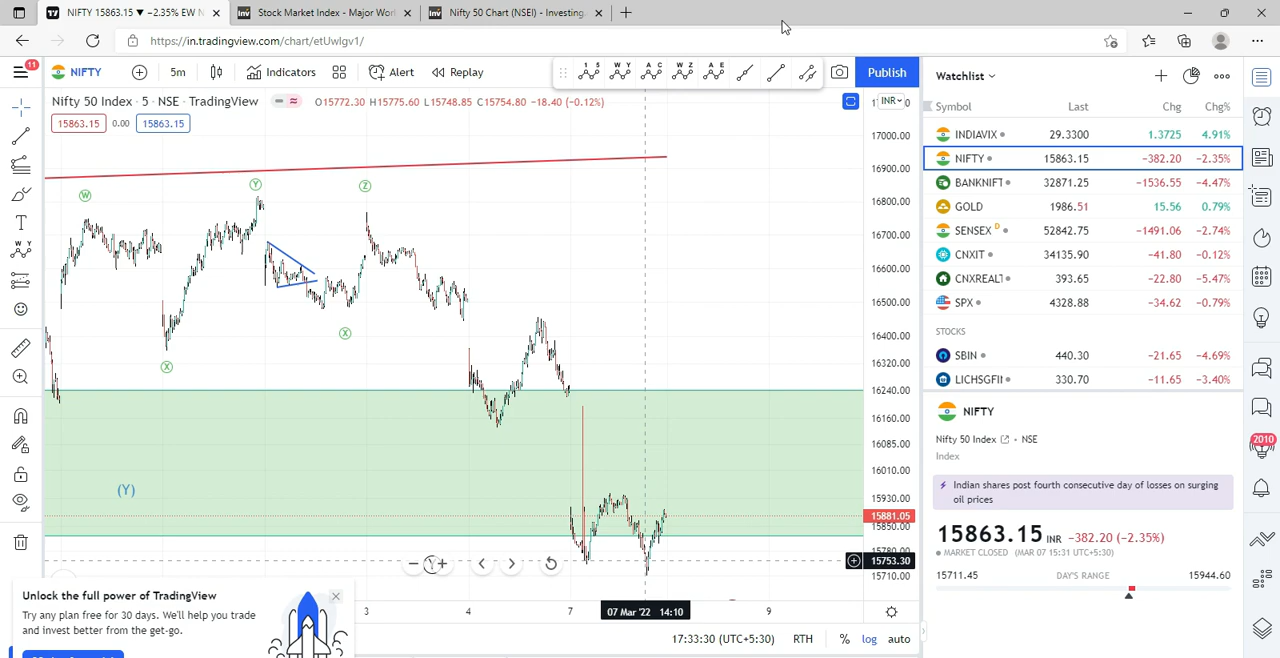 NIFTY 15863.15 ▼ −2.35% EW N
Stock Market Index - Major Worl
Nifty 50 Chart (NSEI) - Investing.
https://in.tradingview.com/chart/etUwIgv1/
11
NIFTY
5m
Indicators
Alert
Replay
1 5
W Y
A C
W Z
A E
Publish
Watchlist
Nifty 50 Index · 5 · NSE · TradingView
O15772.30 H15775.60 L15748.85 C15754.80 −18.40 (−0.12%)
INR
15863.15 0.00 15863.15
Symbol Last Chg Chg%
INDIAVIX 29.3300 1.3725 4.91%
NIFTY 15863.15 −382.20 −2.35%
BANKNIFT 32871.25 −1536.55 −4.47%
GOLD 1986.51 15.56 0.79%
SENSEX D 52842.75 −1491.06 −2.74%
CNXIT 34135.90 −41.80 −0.12%
CNXREALT 393.65 −22.80 −5.47%
SPX 4328.88 −34.62 −0.79%
STOCKS
SBIN 440.30 −21.65 −4.69%
LICHSGFIN 330.70 −11.65 −3.40%
17000.00
16900.00
16800.00
16700.00
16600.00
16500.00
16400.00
16320.00
16240.00
16160.00
16085.00
16010.00
15930.00
15881.05
15850.00
15780.00
15753.30
15710.00
W
Y
Z
X
X
(Y)
W Y
NIFTY
Nifty 50 Index · NSE
Index
Indian shares post fourth consecutive day of losses on surging
oil prices
15863.15 INR −382.20 (−2.35%)
MARKET CLOSED (MAR 07 15:31 UTC+5:30)
15711.45 DAY'S RANGE 15944.60
2010
Unlock the full power of TradingView
Try any plan free for 30 days. We'll help you trade
and invest better from the get-go.
3 4 7 07 Mar '22 14:10 9
17:33:30 (UTC+5:30) RTH % log auto